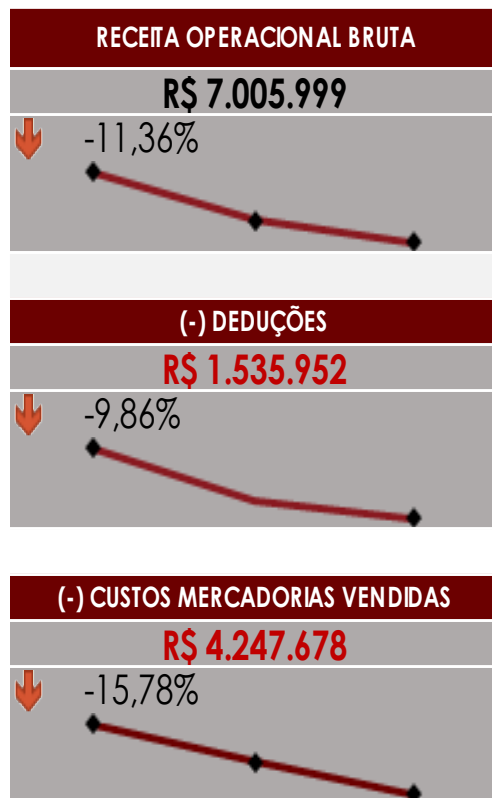 RECEITA OPERACIONAL BRUTA
R$ 7.005.999
-11,36%
(-) DEDUÇÕES
R$ 1.535.952
-9,86%
(-) CUSTOS MERCADORIAS VENDIDAS
R$ 4.247.678
-15,78%